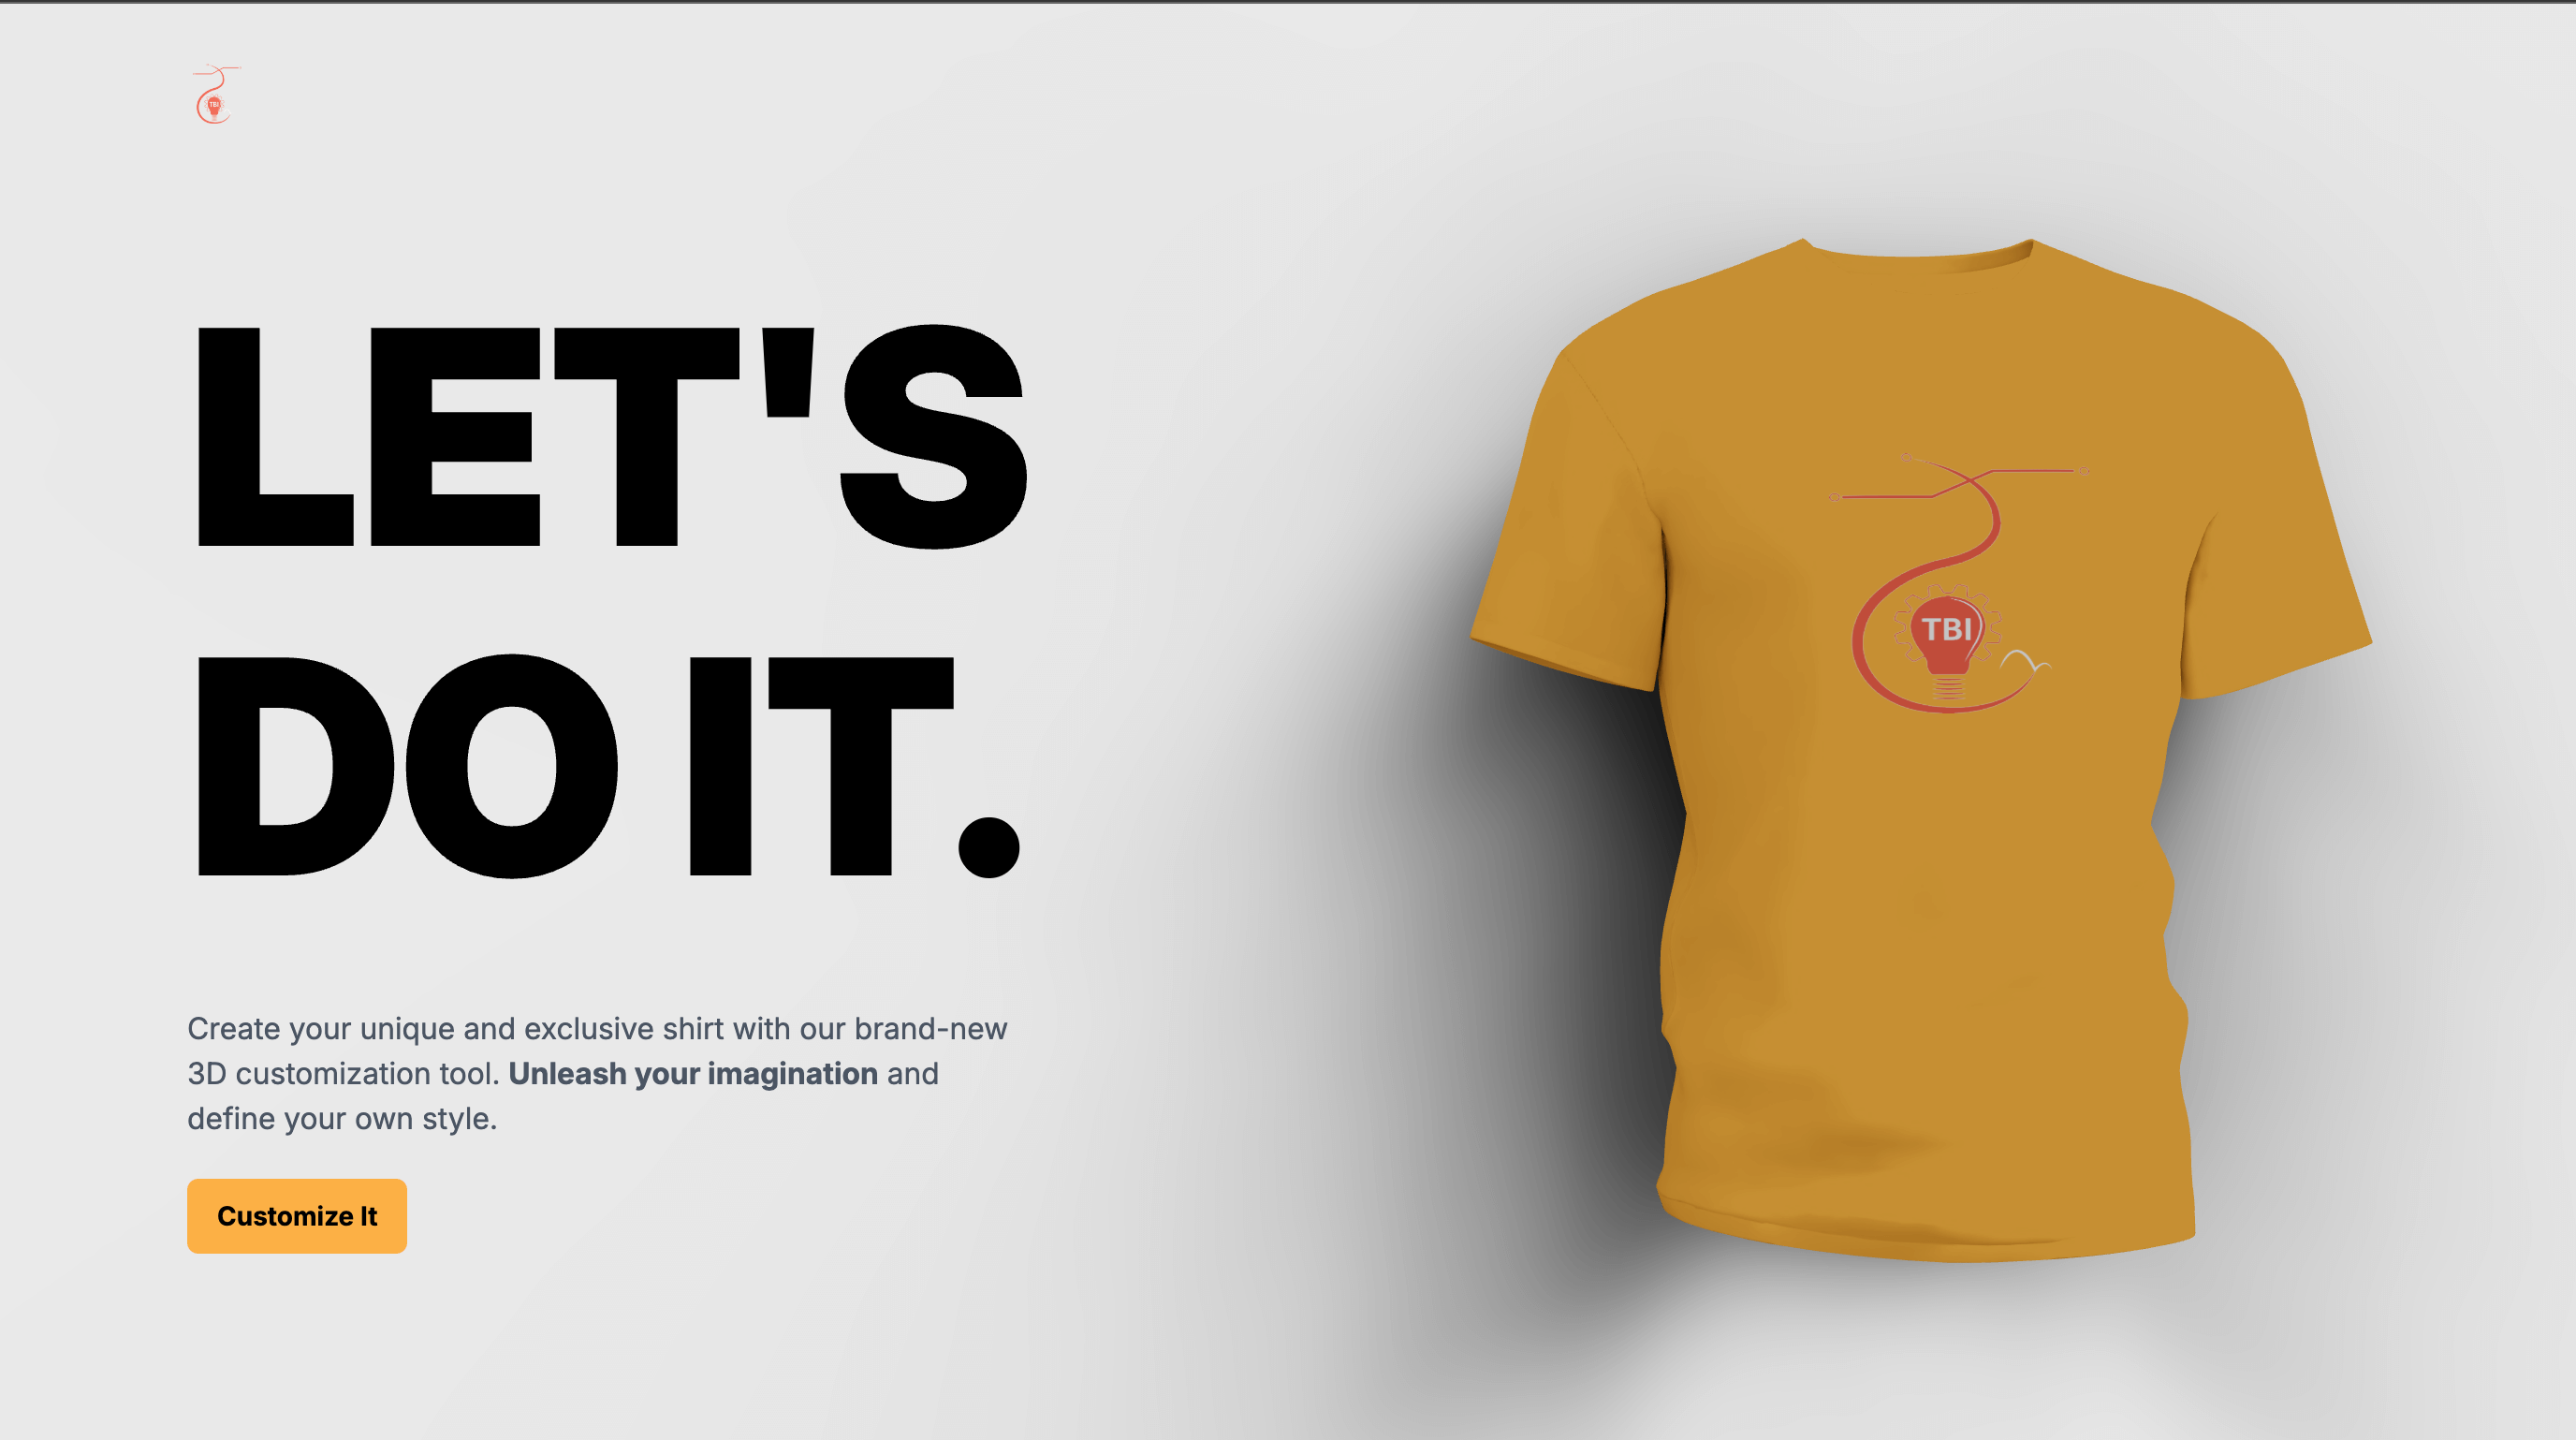 TBI
LET'S
DO IT.
TBI
Create your unique and exclusive shirt with our brand-new
3D customization tool. Unleash your imagination and
define your own style.
Customize It